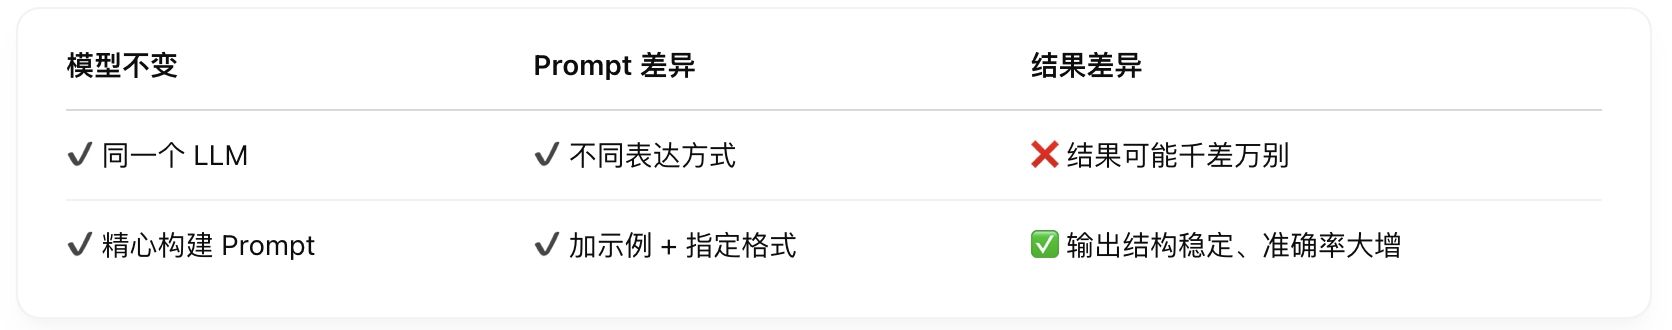 模型不变 Prompt 差异 结果差异
✔ 同一个 LLM ✔ 不同表达方式 ❌ 结果可能千差万别
✔ 精心构建 Prompt ✔ 加示例 + 指定格式 ✅ 输出结构稳定、准确率大增